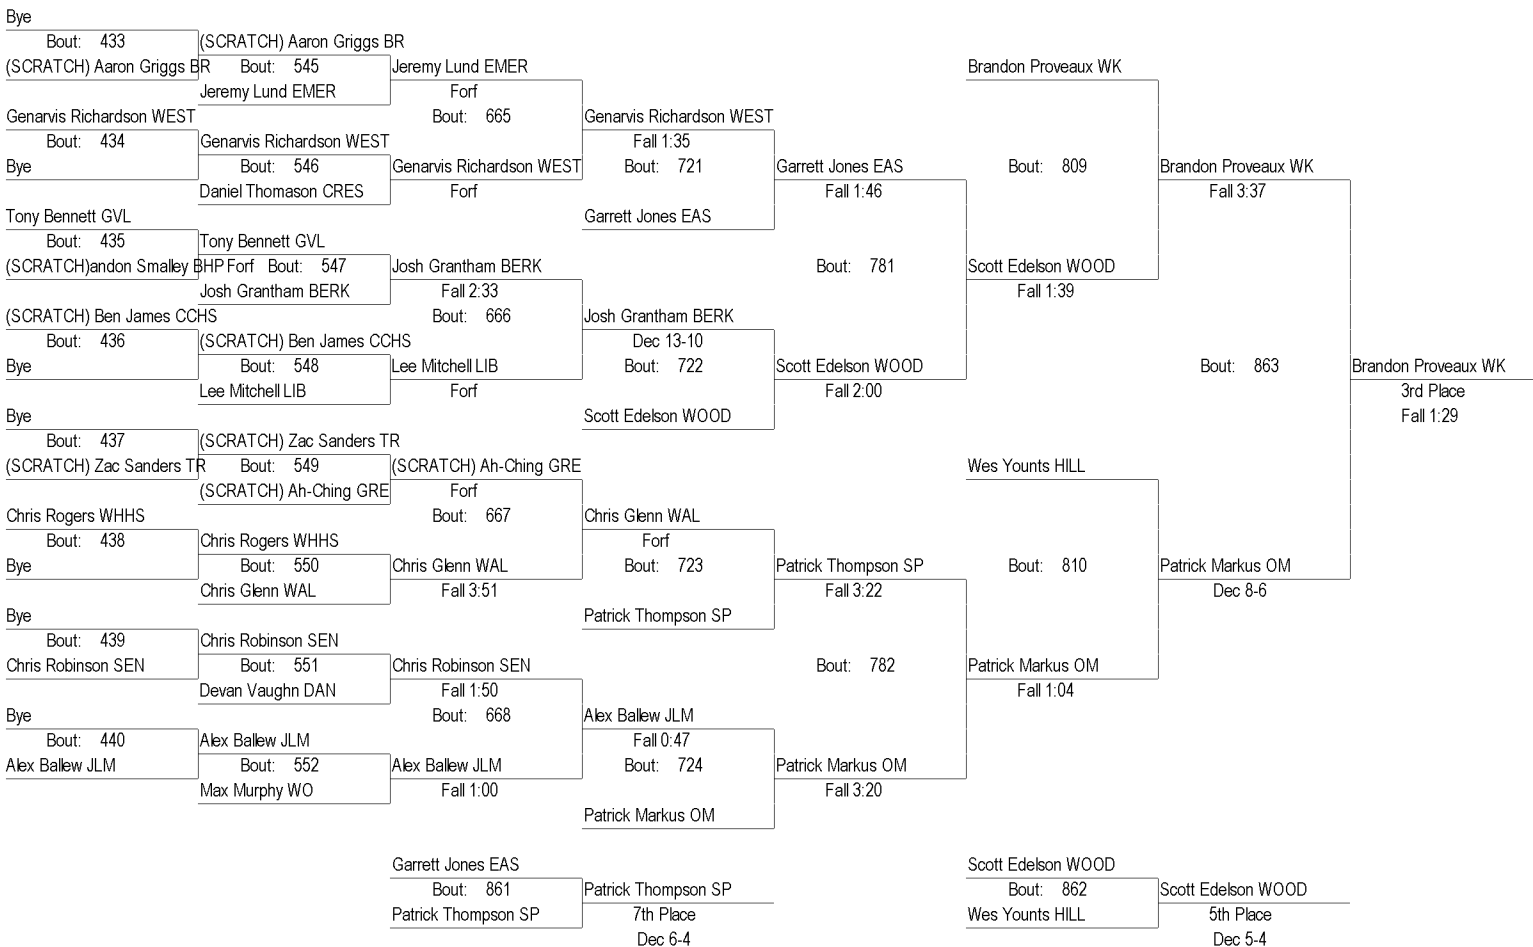 Bye
Bout: 433 (SCRATCH) Aaron Griggs BR
(SCRATCH) Aaron Griggs BR Bout: 545 Jeremy Lund EMER Brandon Proveaux WK
Jeremy Lund EMER Forf
Genarvis Richardson WEST Bout: 665 Genarvis Richardson WEST
Bout: 434 Genarvis Richardson WEST Fall 1:35
Bye Bout: 546 Genarvis Richardson WEST Bout: 721 Garrett Jones EAS Bout: 809 Brandon Proveaux WK
Daniel Thomason CRES Forf Fall 1:46 Fall 3:37
Tony Bennett GVL Garrett Jones EAS
Bout: 435 Tony Bennett GVL
(SCRATCH)andon Smalley BHP Forf Bout: 547 Josh Grantham BERK Bout: 781 Scott Edelson WOOD
Josh Grantham BERK Fall 2:33 Fall 1:39
(SCRATCH) Ben James CCHS Bout: 666 Josh Grantham BERK
Bout: 436 (SCRATCH) Ben James CCHS Dec 13-10
Bye Bout: 548 Lee Mitchell LIB Bout: 722 Scott Edelson WOOD Bout: 863 Brandon Proveaux WK
Lee Mitchell LIB Forf Fall 2:00 3rd Place
Bye Scott Edelson WOOD Fall 1:29
Bout: 437 (SCRATCH) Zac Sanders TR
(SCRATCH) Zac Sanders TR Bout: 549 (SCRATCH) Ah-Ching GRE Wes Younts HILL
(SCRATCH) Ah-Ching GRE Forf
Chris Rogers WHHS Bout: 667 Chris Glenn WAL
Bout: 438 Chris Rogers WHHS Forf
Bye Bout: 550 Chris Glenn WAL Bout: 723 Patrick Thompson SP Bout: 810 Patrick Markus OM
Chris Glenn WAL Fall 3:51 Fall 3:22 Dec 8-6
Bye Patrick Thompson SP
Bout: 439 Chris Robinson SEN
Chris Robinson SEN Bout: 551 Chris Robinson SEN Bout: 782 Patrick Markus OM
Devan Vaughn DAN Fall 1:50 Fall 1:04
Bye Bout: 668 Alex Ballew JLM
Bout: 440 Alex Ballew JLM Fall 0:47
Alex Ballew JLM Bout: 552 Alex Ballew JLM Bout: 724 Patrick Markus OM
Max Murphy WO Fall 1:00 Fall 3:20
Patrick Markus OM
Garrett Jones EAS Scott Edelson WOOD
Bout: 861 Patrick Thompson SP Bout: 862 Scott Edelson WOOD
Patrick Thompson SP 7th Place Wes Younts HILL 5th Place
Dec 6-4 Dec 5-4